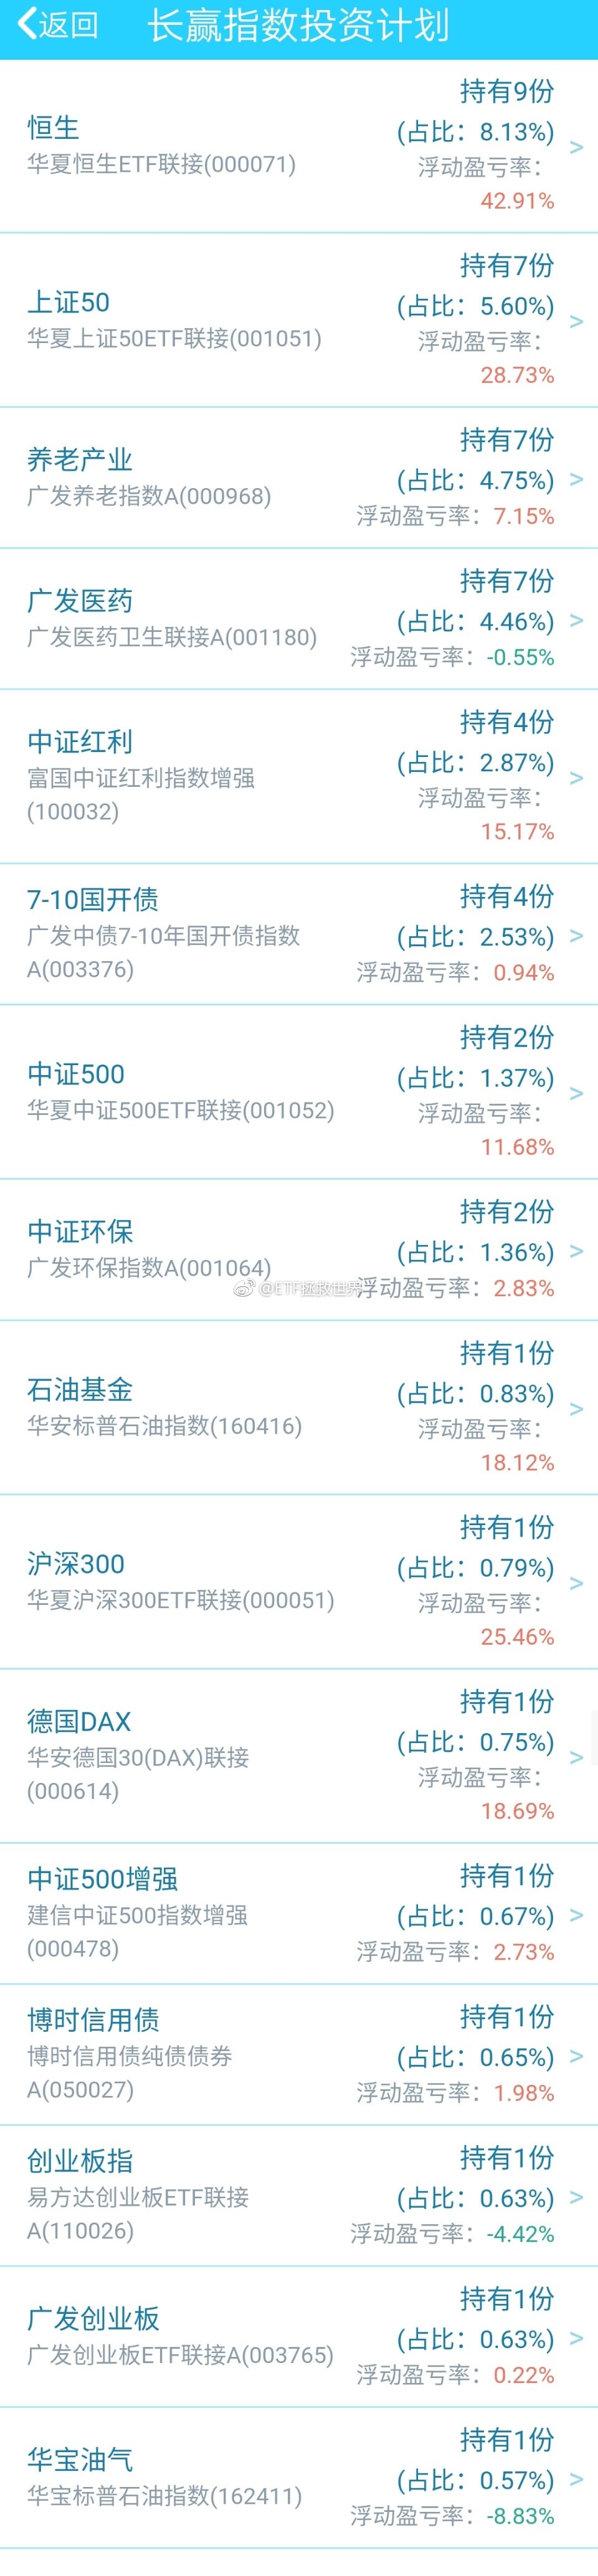 返回 长赢指数投资计划
持有9份
恒生
(占比：8.13%)
华夏恒生ETF联接(000071)
浮动盈亏率：
42.91%
>
持有7份
上证50
(占比：5.60%)
华夏上证50ETF联接(001051)
浮动盈亏率：
28.73%
>
持有7份
养老产业
(占比：4.75%)
广发养老指数A(000968)
浮动盈亏率：7.15%
>
持有7份
广发医药
(占比：4.46%)
广发医药卫生联接A(001180)
浮动盈亏率：-0.55%
>
持有4份
中证红利
(占比：2.87%)
富国中证红利指数增强
(100032)
浮动盈亏率：
15.17%
>
持有4份
7-10国开债
(占比：2.53%)
广发中债7-10年国开债指数
A(003376)
浮动盈亏率：0.94%
>
持有2份
中证500
(占比：1.37%)
华夏中证500ETF联接(001052)
浮动盈亏率：
11.68%
>
持有2份
中证环保
(占比：1.36%)
广发环保指数A(001064)
浮动盈亏率：2.83%
>
@ETF拯救世界
持有1份
石油基金
(占比：0.83%)
华安标普石油指数(160416)
浮动盈亏率：
18.12%
>
持有1份
沪深300
(占比：0.79%)
华夏沪深300ETF联接(000051)
浮动盈亏率：
25.46%
>
持有1份
德国DAX
(占比：0.75%)
华安德国30(DAX)联接
(000614)
浮动盈亏率：
18.69%
>
持有1份
中证500增强
(占比：0.67%)
建信中证500指数增强
(000478)
浮动盈亏率：2.73%
>
持有1份
博时信用债
(占比：0.65%)
博时信用债纯债债券
A(050027)
浮动盈亏率：1.98%
>
持有1份
创业板指
(占比：0.63%)
易方达创业板ETF联接
A(110026)
浮动盈亏率：-4.42%
>
持有1份
广发创业板
(占比：0.63%)
广发创业板ETF联接A(003765)
浮动盈亏率：0.22%
>
持有1份
华宝油气
(占比：0.57%)
华宝标普石油指数(162411)
浮动盈亏率：-8.83%
>